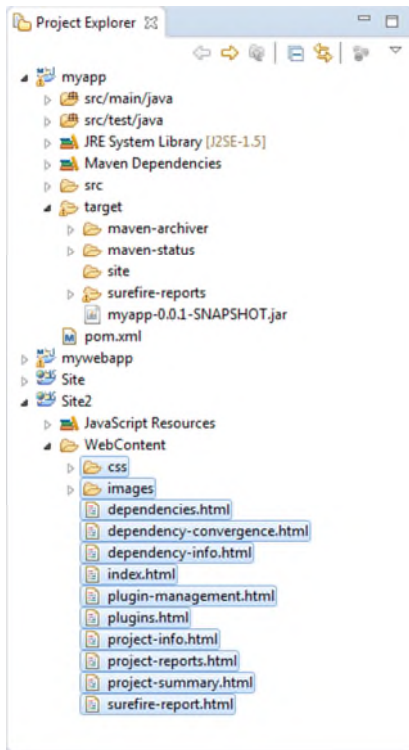 Project Explorer
myapp
src/main/java
src/test/java
JRE System Library [J2SE-1.5]
Maven Dependencies
src
target
maven-archiver
maven-status
site
surefire-reports
myapp-0.0.1-SNAPSHOT.jar
pom.xml
mywebapp
Site
Site2
JavaScript Resources
WebContent
css
images
dependencies.html
dependency-convergence.html
dependency-info.html
index.html
plugin-management.html
plugins.html
project-info.html
project-reports.html
project-summary.html
surefire-report.html